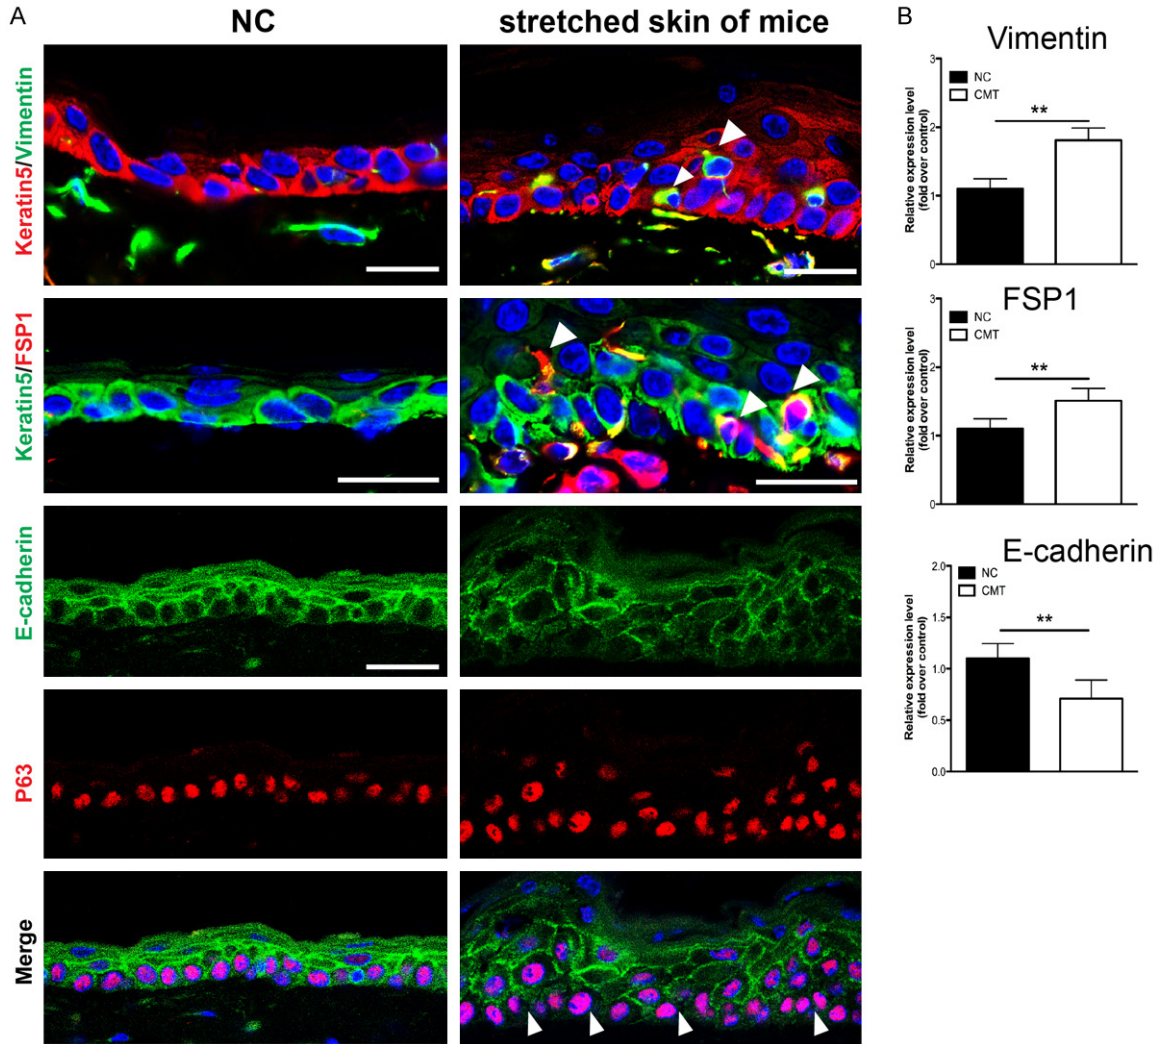 A
NC
stretched skin of mice
Keratin5/Vimentin
Keratin5/FSP1
E-cadherin
P63
Merge
B
Vimentin
Relative expression level
(fold over control)
3
2
1
0
NC
CMT
**
FSP1
Relative expression level
(fold over control)
3
2
1
0
NC
CMT
**
E-cadherin
Relative expression level
(fold over control)
2.0
1.5
1.0
0.5
0.0
NC
CMT
**